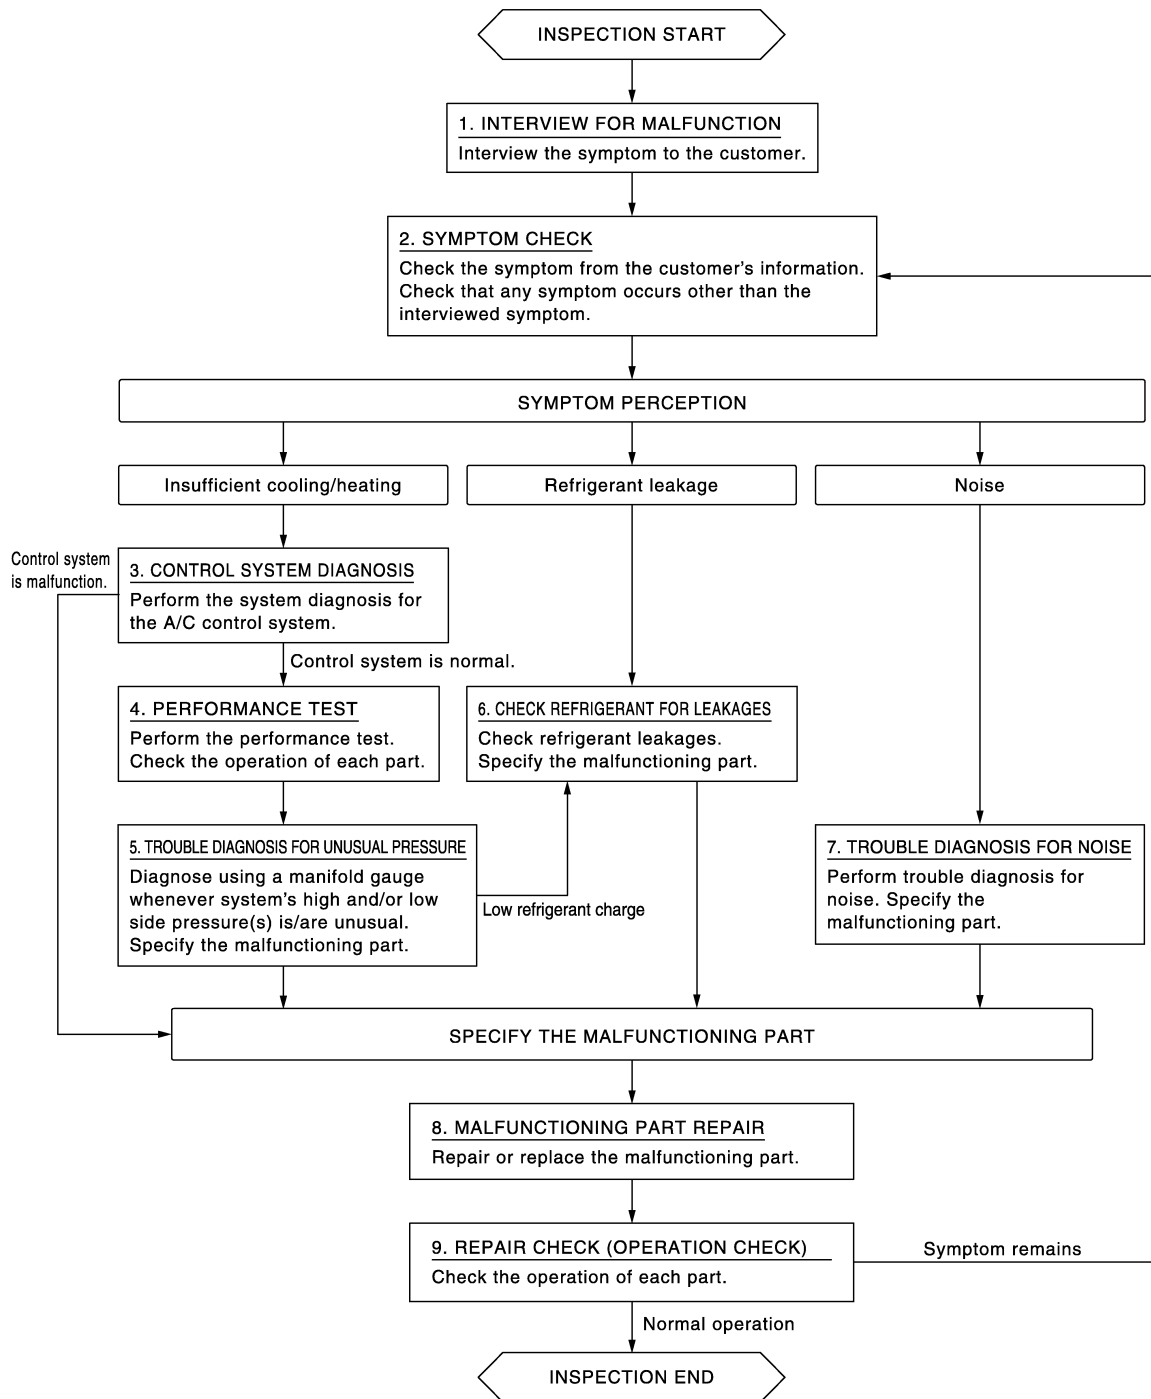 INSPECTION START
1. INTERVIEW FOR MALFUNCTION
Interview the symptom to the customer.
2. SYMPTOM CHECK
Check the symptom from the customer's information.
Check that any symptom occurs other than the
interviewed symptom.
SYMPTOM PERCEPTION
Insufficient cooling/heating
Refrigerant leakage
Noise
Control system
is malfunction.
3. CONTROL SYSTEM DIAGNOSIS
Perform the system diagnosis for
the A/C control system.
Control system is normal.
4. PERFORMANCE TEST
Perform the performance test.
Check the operation of each part.
6. CHECK REFRIGERANT FOR LEAKAGES
Check refrigerant leakages.
Specify the malfunctioning part.
5. TROUBLE DIAGNOSIS FOR UNUSUAL PRESSURE
Diagnose using a manifold gauge
whenever system's high and/or low
side pressure(s) is/are unusual.
Specify the malfunctioning part.
Low refrigerant charge
7. TROUBLE DIAGNOSIS FOR NOISE
Perform trouble diagnosis for
noise. Specify the
malfunctioning part.
SPECIFY THE MALFUNCTIONING PART
8. MALFUNCTIONING PART REPAIR
Repair or replace the malfunctioning part.
9. REPAIR CHECK (OPERATION CHECK)
Check the operation of each part.
Symptom remains
Normal operation
INSPECTION END